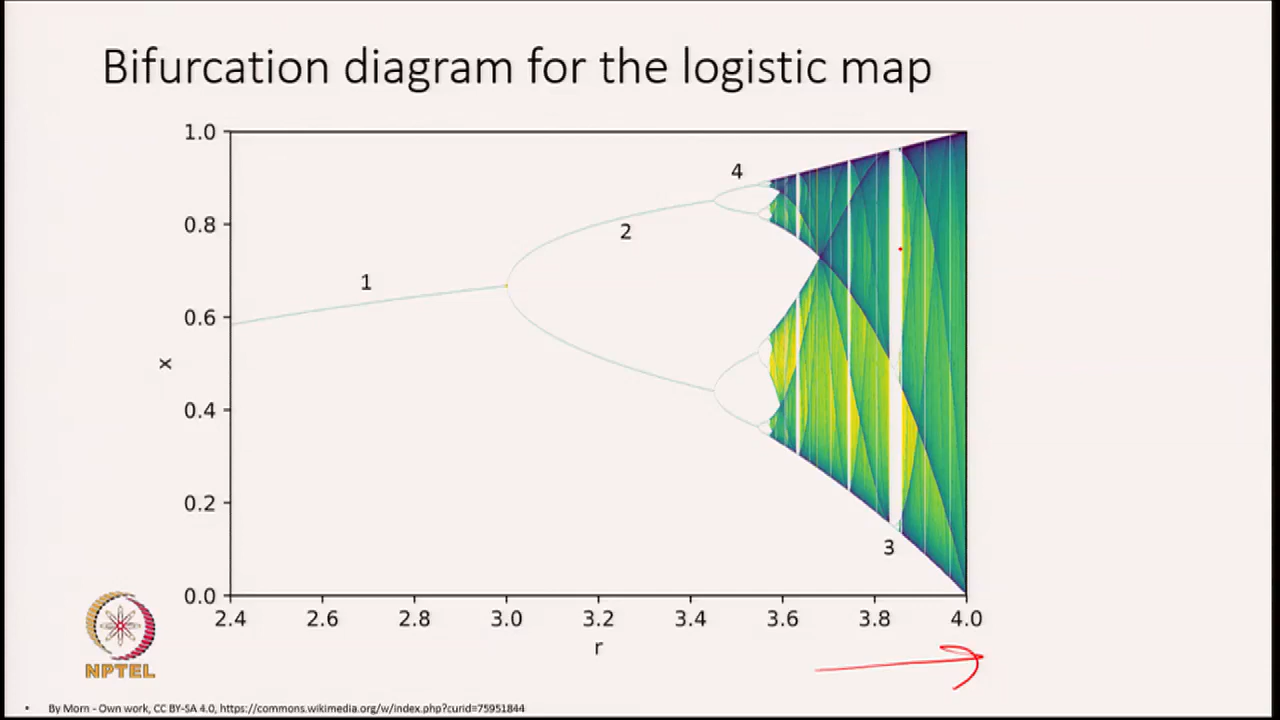 Bifurcation diagram for the logistic map
1.0
0.8
0.6
0.4
0.2
0.0
x
1
2
4
3
2.4 2.6 2.8 3.0 3.2 3.4 3.6 3.8 4.0
r
NPTEL
• By Morn - Own work, CC BY-SA 4.0, https://commons.wikimedia.org/w/index.php?curid=75951844